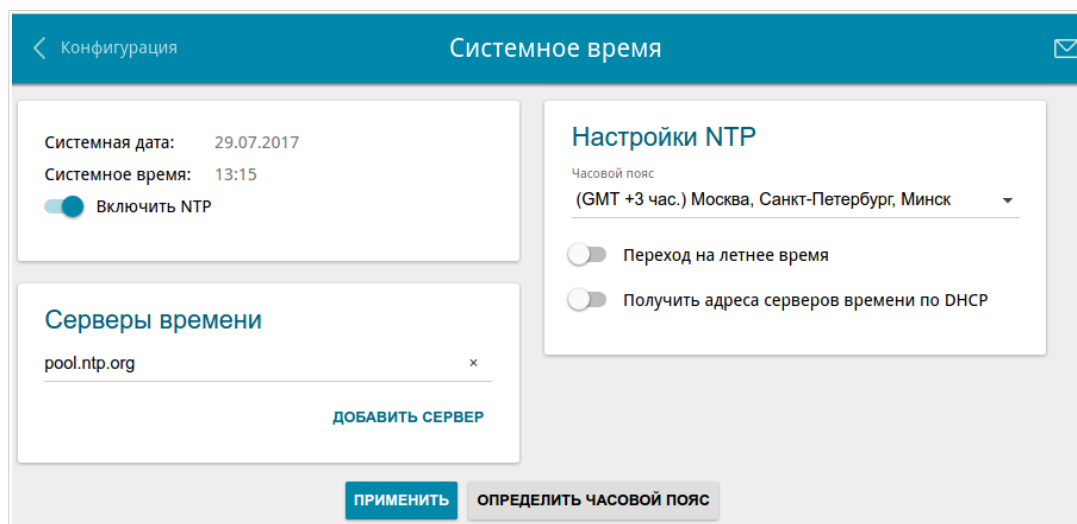 Конфигурация
Системное время
Системная дата: 29.07.2017
Системное время: 13:15
Включить NTP
Серверы времени
pool.ntp.org ×
ДОБАВИТЬ СЕРВЕР
Настройки NTP
Часовой пояс
(GMT +3 час.) Москва, Санкт-Петербург, Минск
Переход на летнее время
Получить адреса серверов времени по DHCP
ПРИМЕНИТЬ
ОПРЕДЕЛИТЬ ЧАСОВОЙ ПОЯС